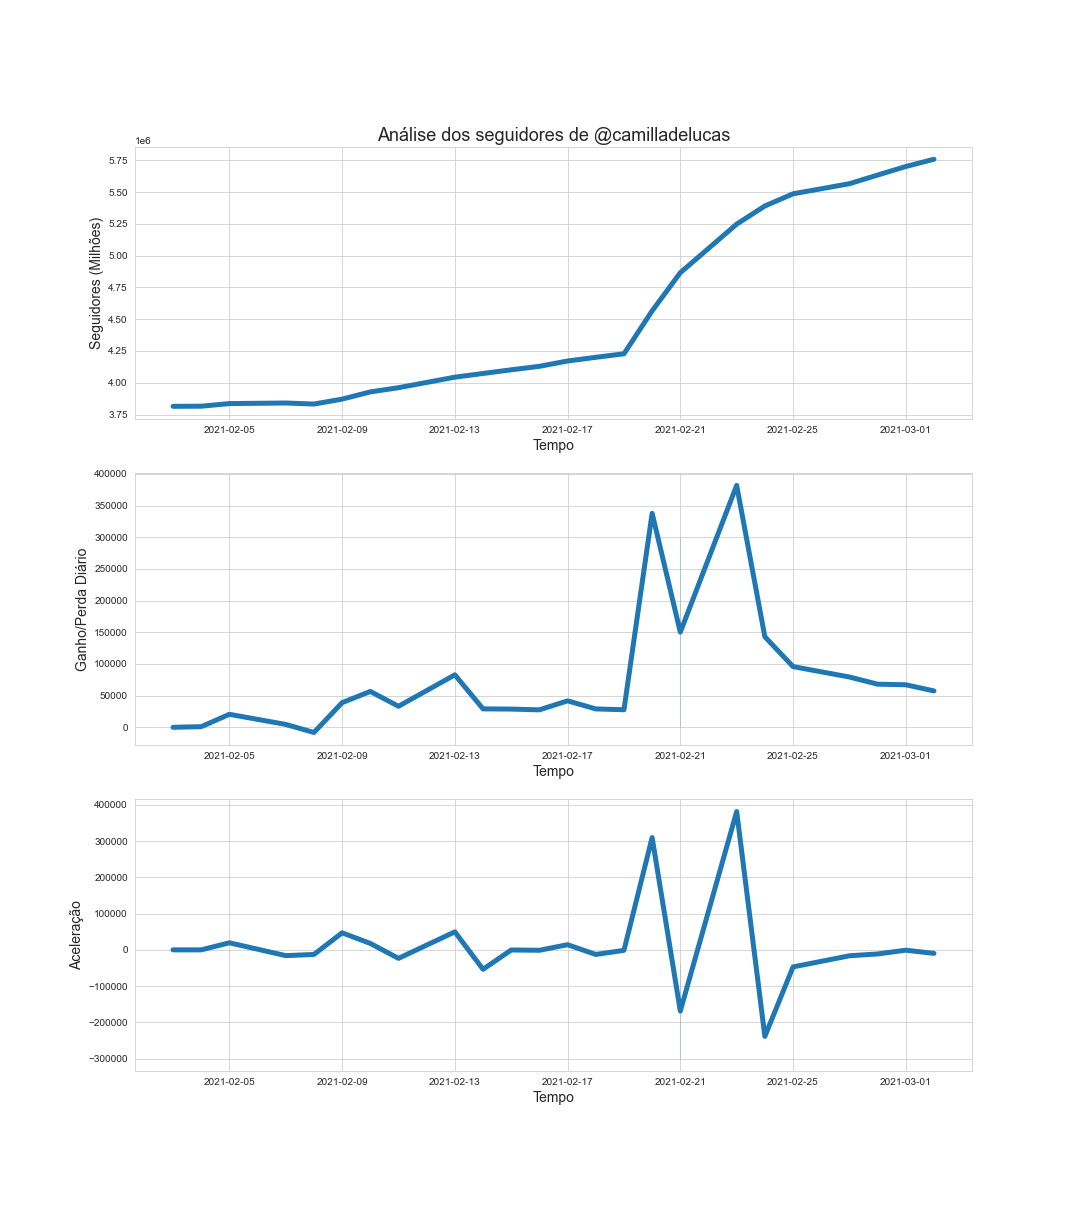 Análise dos seguidores de @camilladelucas
1e6
5.75
5.50
5.25
5.00
4.75
4.50
4.25
4.00
3.75
Seguidores (Milhões)
2021-02-05 2021-02-09 2021-02-13 2021-02-17 2021-02-21 2021-02-25 2021-03-01
Tempo
400000
350000
300000
250000
200000
150000
100000
50000
0
Ganho/Perda Diário
2021-02-05 2021-02-09 2021-02-13 2021-02-17 2021-02-21 2021-02-25 2021-03-01
Tempo
400000
300000
200000
100000
0
−100000
−200000
−300000
Aceleração
2021-02-05 2021-02-09 2021-02-13 2021-02-17 2021-02-21 2021-02-25 2021-03-01
Tempo